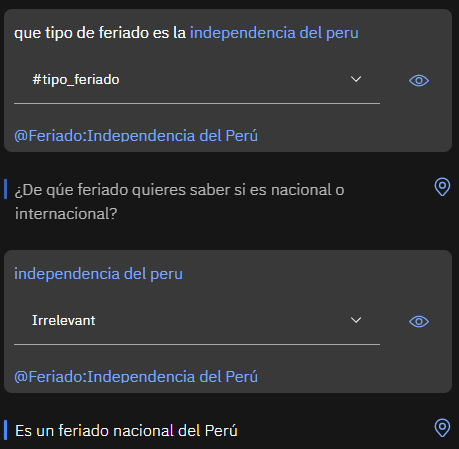 que tipo de feriado es la independencia del peru
#tipo_feriado
@Feriado:Independencia del Perú
¿De qúe feriado quieres saber si es nacional o
internacional?
independencia del peru
Irrelevant
@Feriado:Independencia del Perú
Es un feriado nacional del Perú